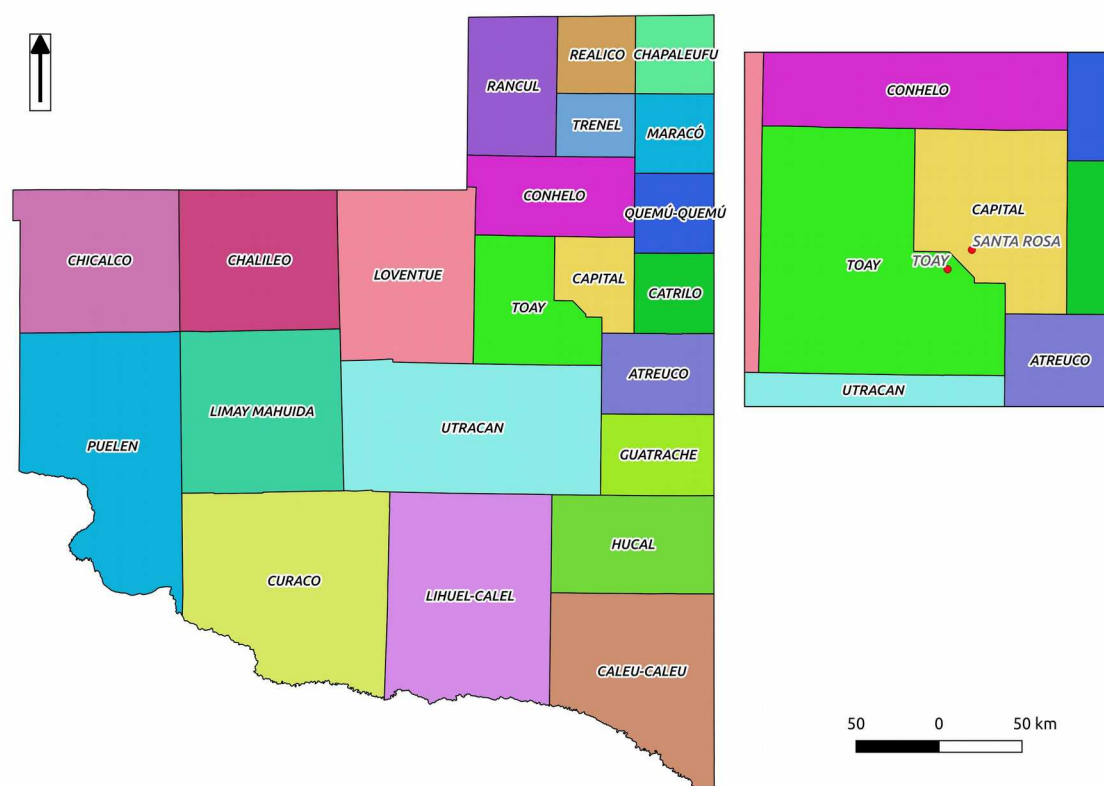 REALICO
CHAPALEUFU
RANCUL
TRENEL
MARACÓ
CONHELO
QUEMÚ-QUEMÚ
CHICALCO
CHALILEO
LOVENTUE
CAPITAL
TOAY
CATRILO
ATREUCO
LIMAY MAHUIDA
UTRACAN
PUELEN
GUATRACHE
HUCAL
CURACO
LIHUEL-CALEL
CALEU-CALEU
CONHELO
CAPITAL
SANTA ROSA
TOAY
TOAY
ATREUCO
UTRACAN
50 0 50 km